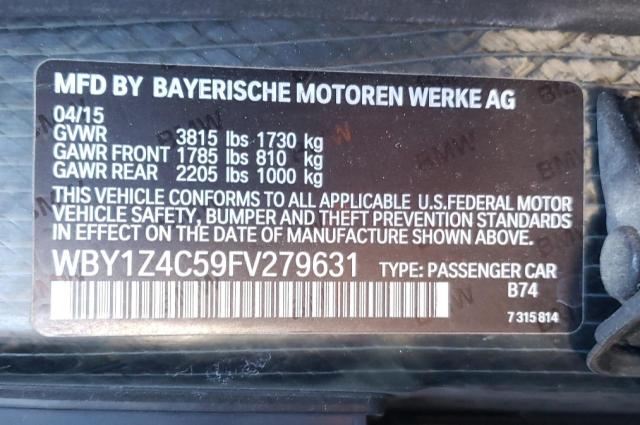 MFD BY BAYERISCHE MOTOREN WERKE AG
04/15
GVWR 3815 lbs 1730 kg
GAWR FRONT 1785 lbs 810 kg
GAWR REAR 2205 lbs 1000 kg
THIS VEHICLE CONFORMS TO ALL APPLICABLE U.S.FEDERAL MOTOR
VEHICLE SAFETY, BUMPER AND THEFT PREVENTION STANDARDS
IN EFFECT ON THE DATE OF MANUFACTURE SHOWN ABOVE.
WBY1Z4C59FV279631 TYPE: PASSENGER CAR
B74
7 315 814